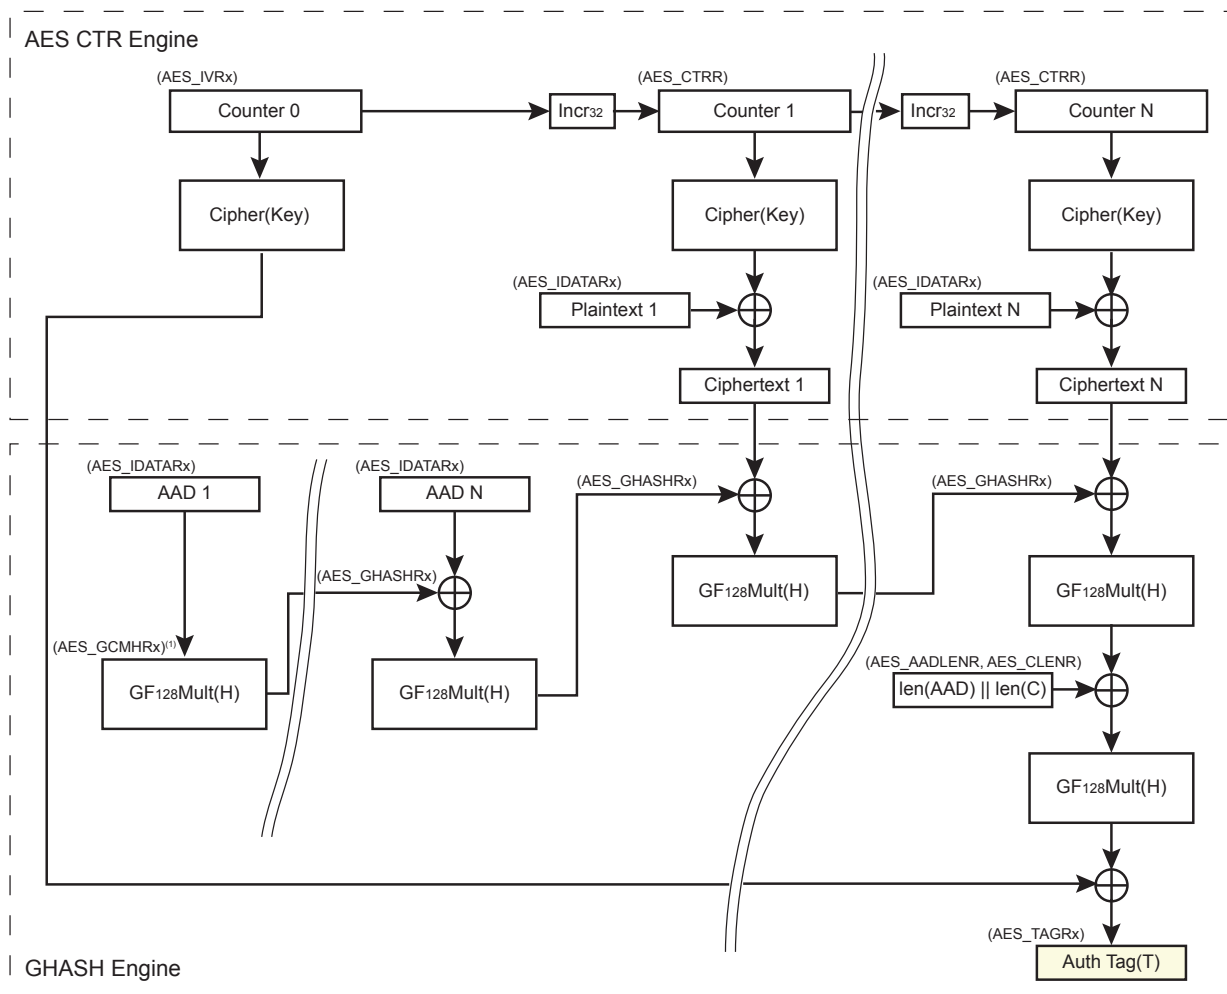 AES CTR Engine
(AES_IVRx)
Counter 0
Incr32
(AES_CTRR)
Counter 1
Incr32
(AES_CTRR)
Counter N
Cipher(Key)
Cipher(Key)
Cipher(Key)
(AES_IDATARx)
Plaintext 1
(AES_IDATARx)
Plaintext N
Ciphertext 1
Ciphertext N
(AES_IDATARx)
AAD 1
(AES_IDATARx)
AAD N
(AES_GHASHRx)
(AES_GHASHRx)
(AES_GHASHRx)
GF128Mult(H)
GF128Mult(H)
(AES_GCMHRx)(1)
GF128Mult(H)
GF128Mult(H)
(AES_AADLENR, AES_CLENR)
len(AAD) || len(C)
GF128Mult(H)
(AES_TAGRx)
Auth Tag(T)
GHASH Engine